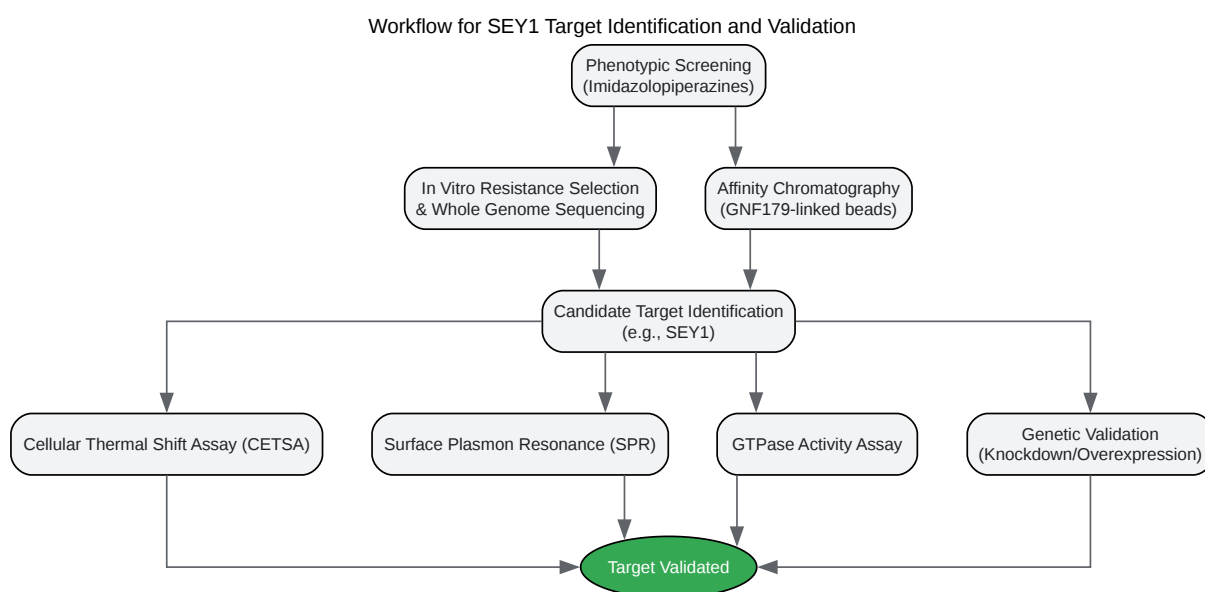 Workflow for SEY1 Target Identification and Validation
Phenotypic Screening
(Imidazolopiperazines)
In Vitro Resistance Selection
& Whole Genome Sequencing
Affinity Chromatography
(GNF179-linked beads)
Candidate Target Identification
(e.g., SEY1)
Cellular Thermal Shift Assay (CETSA)
Surface Plasmon Resonance (SPR)
GTPase Activity Assay
Genetic Validation
(Knockdown/Overexpression)
Target Validated